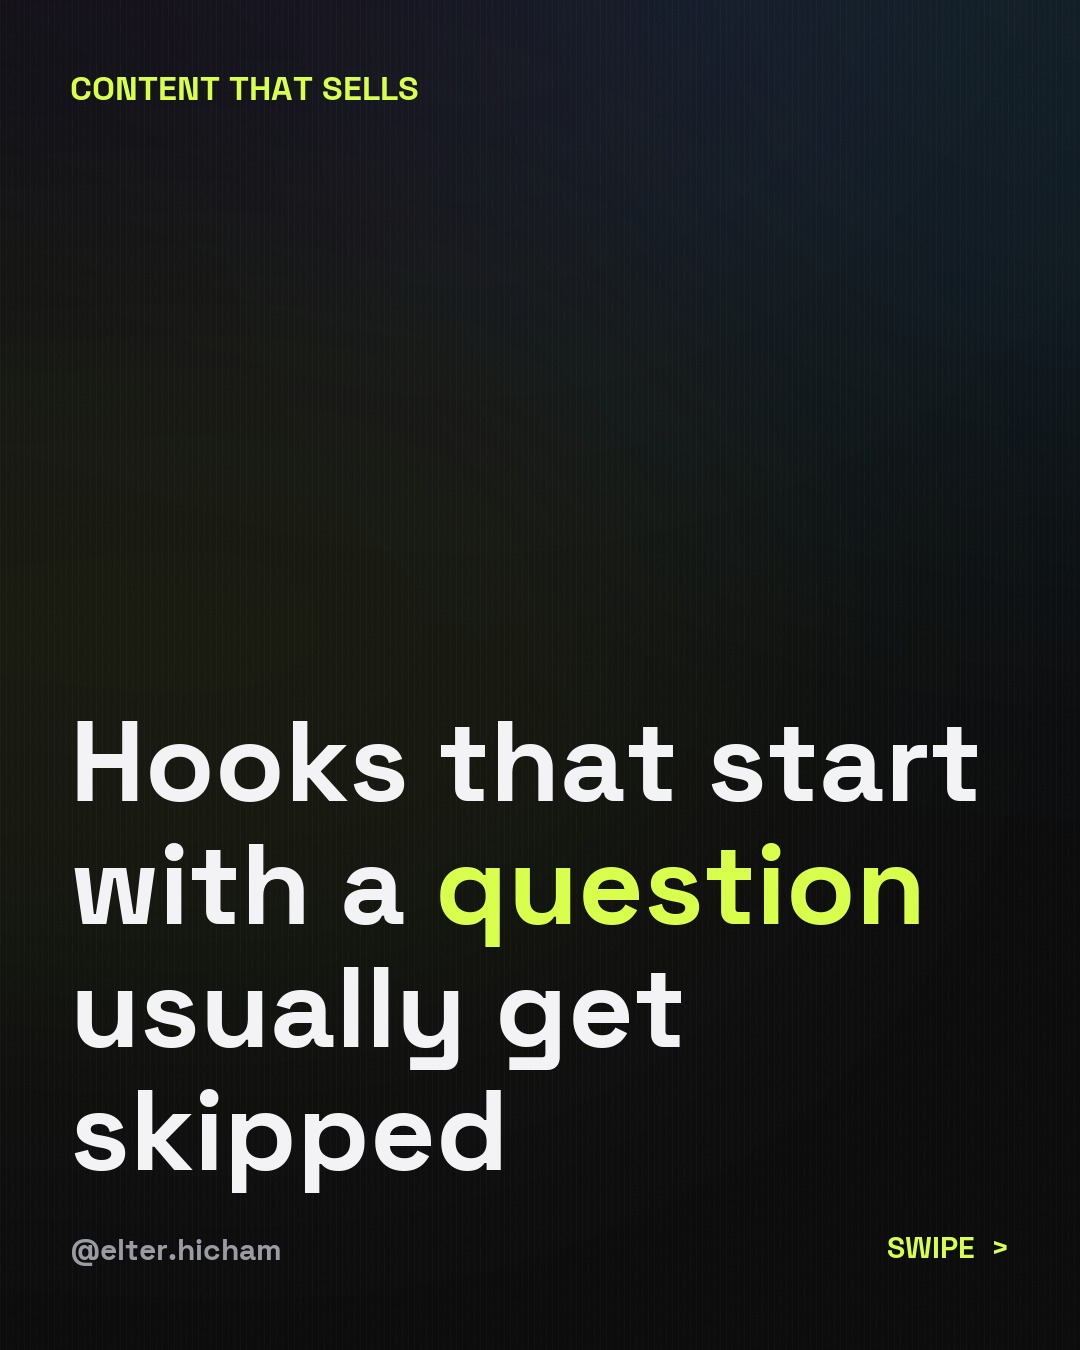 CONTENT THAT SELLS
Hooks that start
with a question
usually get
skipped
@elter.hicham
SWIPE >